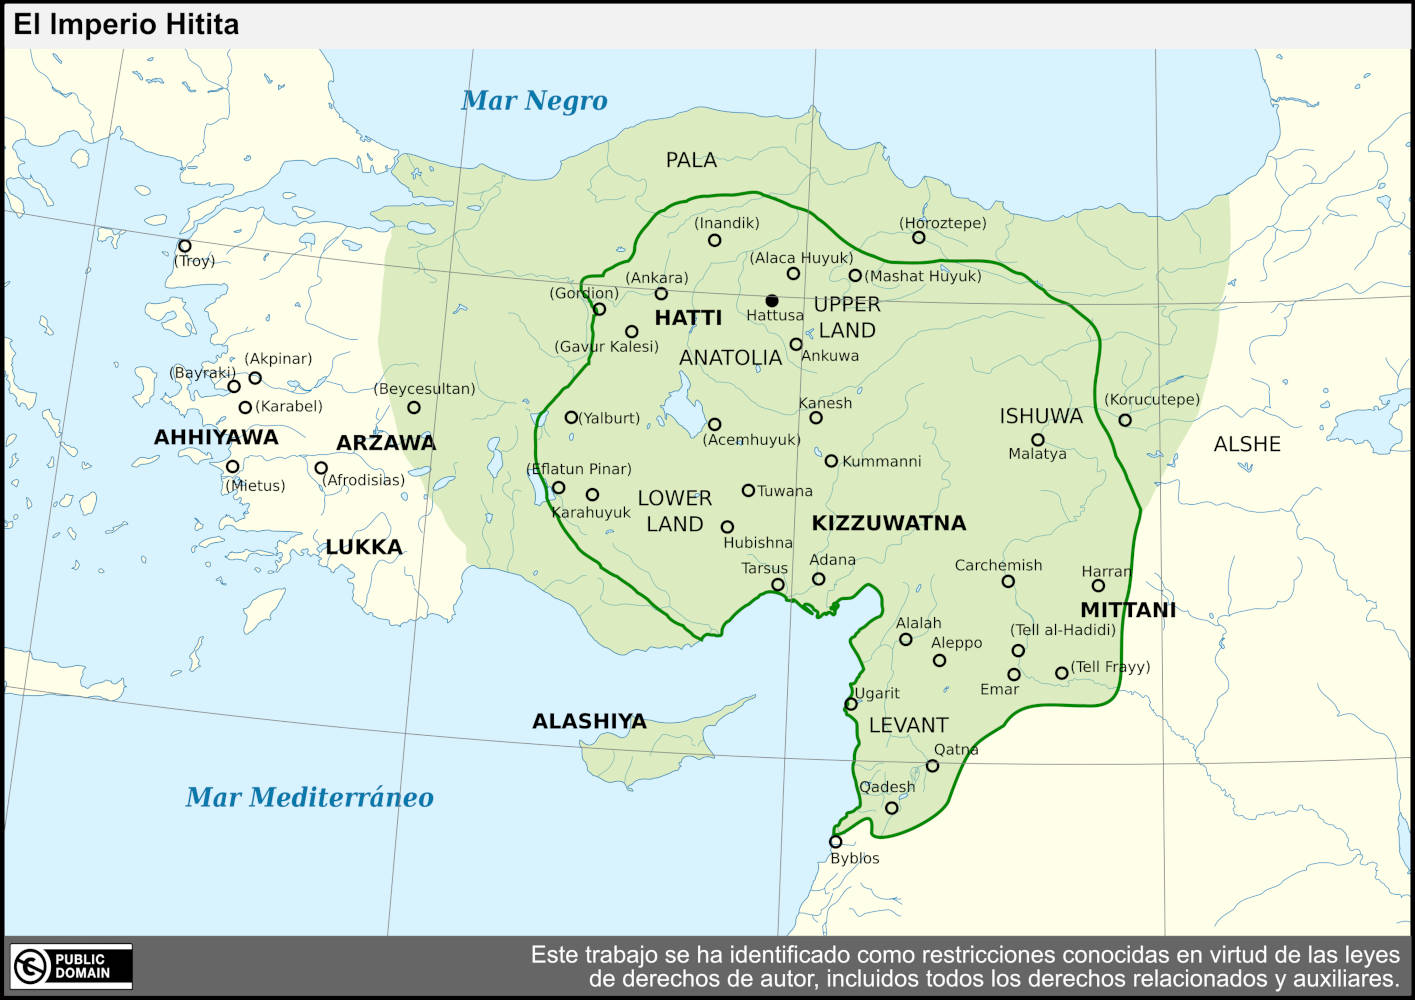 El Imperio Hitita
Mar Negro
PALA
(Inandik)
(Horoztepe)
(Troy)
(Alaca Huyuk)
(Mashat Huyuk)
(Ankara)
(Gordion)
Hattusa
UPPER
LAND
HATTI
(Gavur Kalesi)
ANATOLIA
Ankuwa
(Akpinar)
(Bayraki)
(Karabel)
(Beycesultan)
(Yalburt)
(Acemhuyuk)
Kanesh
ISHUWA
(Korucutepe)
Malatya
ALSHE
AHHIYAWA
ARZAWA
(Mietus)
(Afrodisias)
(Eflatun Pinar)
Karahuyuk
Kummanni
LOWER
LAND
Tuwana
Hubishna
KIZZUWATNA
LUKKA
Tarsus
Adana
Carchemish
Harran
MITTANI
Alalah
Aleppo
(Tell al-Hadidi)
(Tell Frayy)
Emar
Ugarit
LEVANT
ALASHIYA
Qatna
Qadesh
Mar Mediterráneo
Byblos
PUBLIC
DOMAIN
Este trabajo se ha identificado como restricciones conocidas en virtud de las leyes
de derechos de autor, incluidos todos los derechos relacionados y auxiliares.